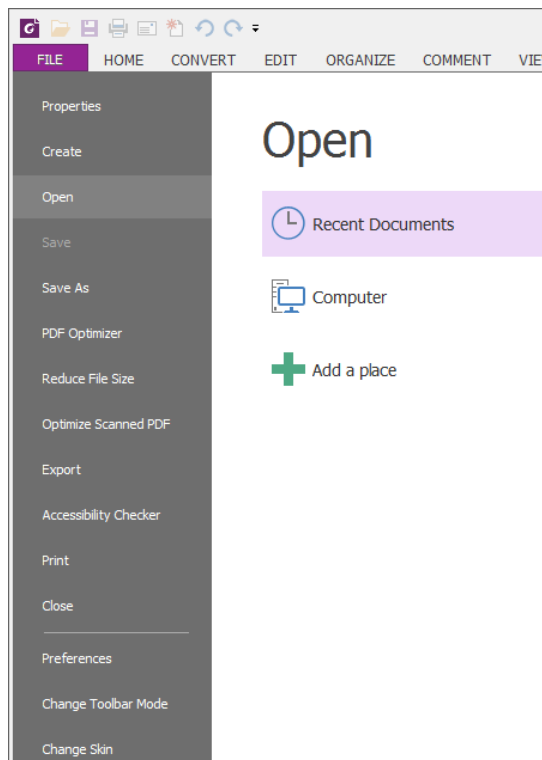 FILE HOME CONVERT EDIT ORGANIZE COMMENT VIE
Properties
Create
Open
Save
Save As
PDF Optimizer
Reduce File Size
Optimize Scanned PDF
Export
Accessibility Checker
Print
Close
Preferences
Change Toolbar Mode
Change Skin
Open
Recent Documents
Computer
Add a place